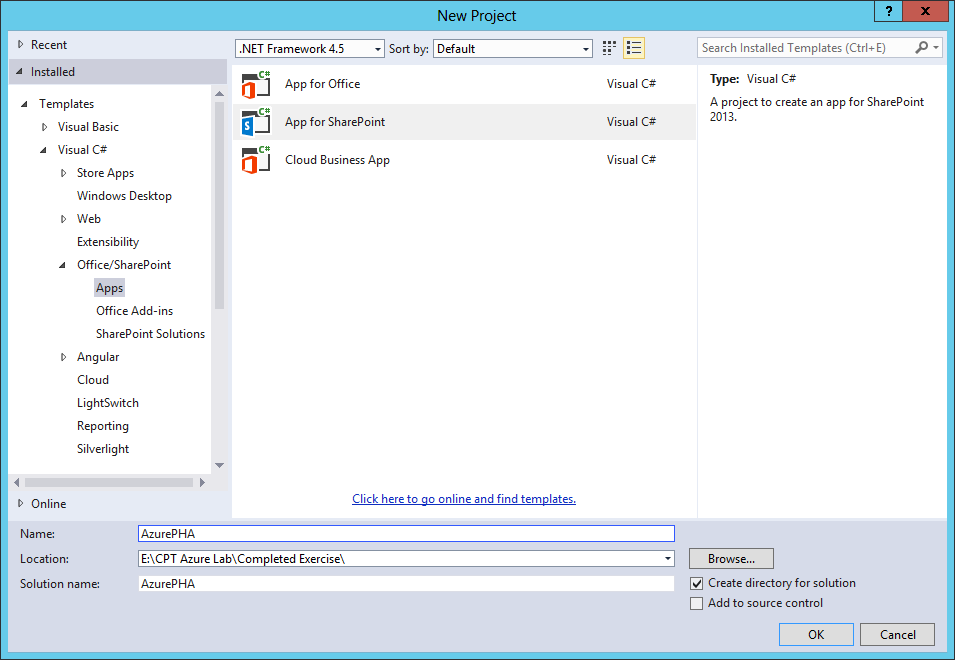 New Project
?
x
Recent
Installed
Templates
Visual Basic
Visual C#
Store Apps
Windows Desktop
Web
Extensibility
Office/SharePoint
Apps
Office Add-ins
SharePoint Solutions
Angular
Cloud
LightSwitch
Reporting
Silverlight
Online
.NET Framework 4.5
Sort by:
Default
C#
App for Office
Visual C#
C#
S
App for SharePoint
Visual C#
C#
Cloud Business App
Visual C#
Click here to go online and find templates.
Search Installed Templates (Ctrl+E)
Type: Visual C#
A project to create an app for SharePoint
2013.
Name:
AzurePHA
Location:
E:\CPT Azure Lab\Completed Exercise\
Browse...
Solution name:
AzurePHA
Create directory for solution
Add to source control
OK
Cancel